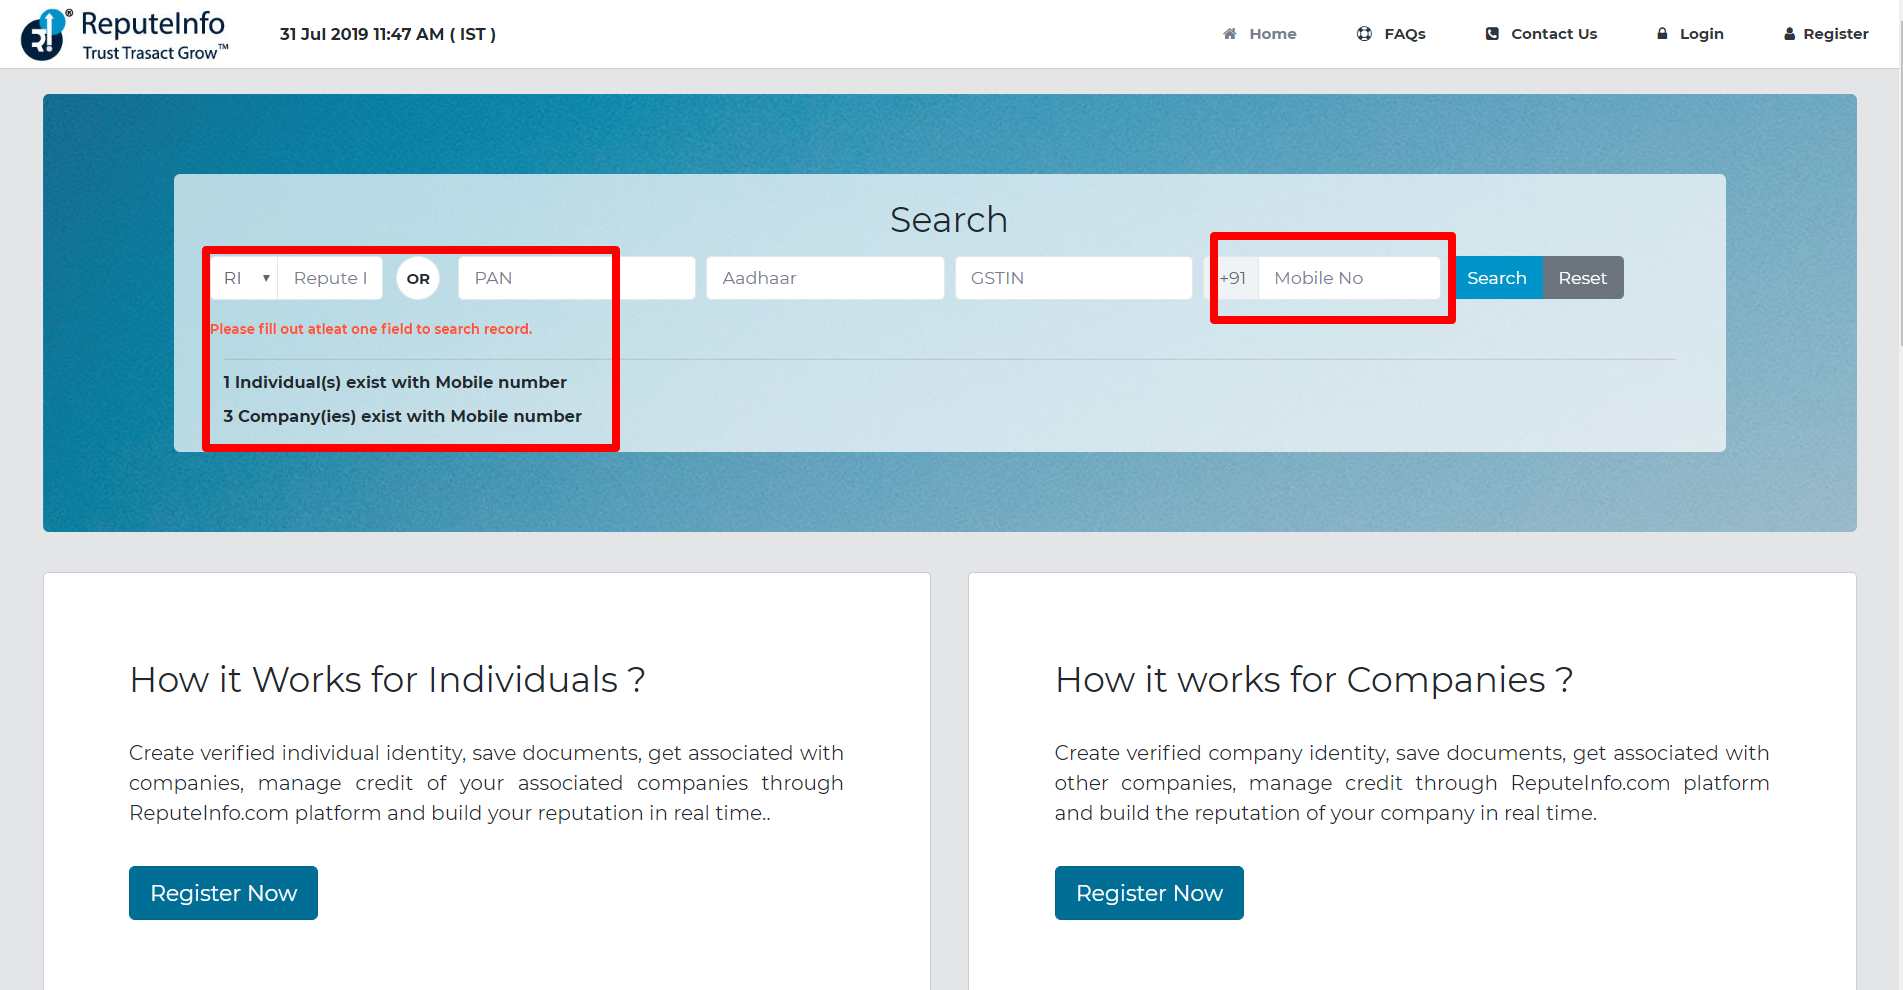 ReputeInfo
®
Trust Trasact Grow™
31 Jul 2019 11:47 AM ( IST )
Home
FAQs
Contact Us
Login
Register
Search
RI
Repute I
OR
PAN
Aadhaar
GSTIN
+91
Mobile No
Search
Reset
Please fill out atleat one field to search record.
1 Individual(s) exist with Mobile number
3 Company(ies) exist with Mobile number
How it Works for Individuals ?
Create verified individual identity, save documents, get associated with
companies, manage credit of your associated companies through
ReputeInfo.com platform and build your reputation in real time..
Register Now
How it works for Companies ?
Create verified company identity, save documents, get associated with
other companies, manage credit through ReputeInfo.com platform
and build the reputation of your company in real time.
Register Now